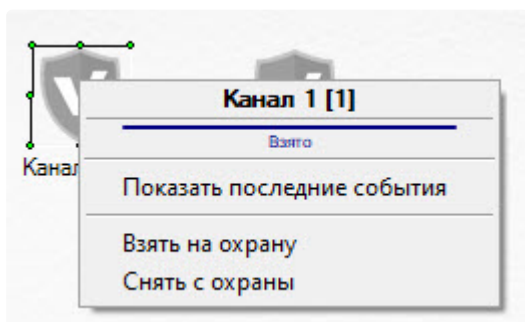 Канал 1 [1]
Взято
Канал
Показать последние события
Взять на охрану
Снять с охраны